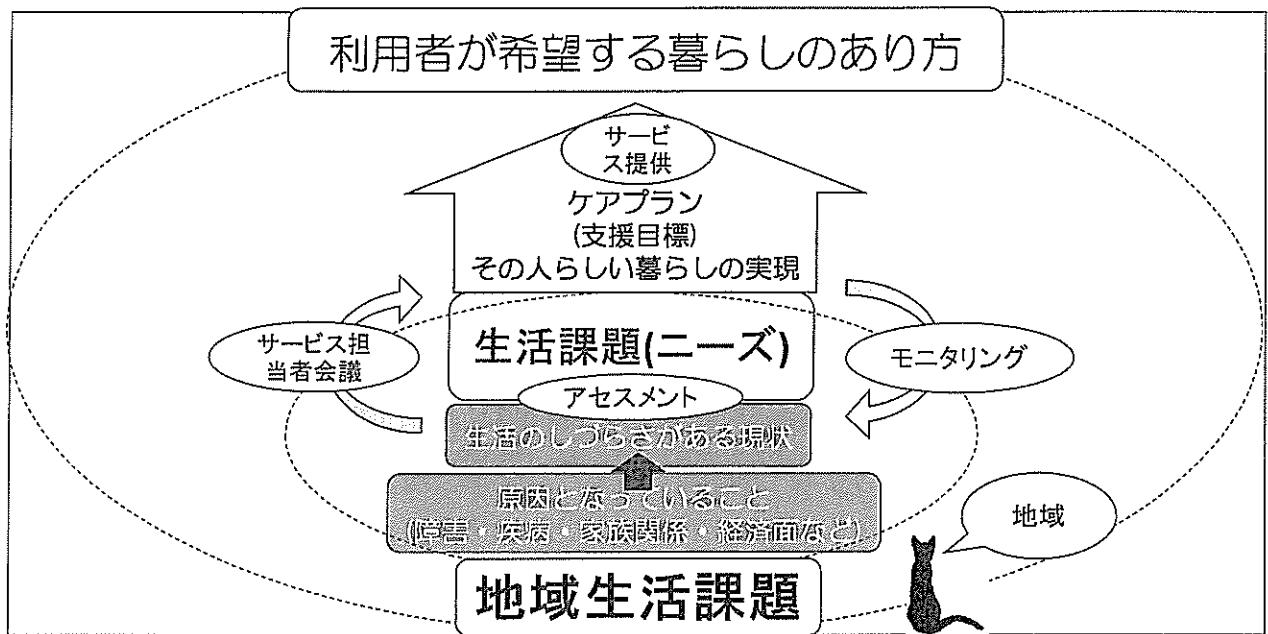 利用者が希望する暮らしのあり方
サービ
ス提供
ケアプラン
(支援目標)
その人らしい暮らしの実現
サービス担
当者会議
生活課題(ニーズ)
モニタリング
アセスメント
生活のしづらさがある現状
原因となっていること
(障害・疾病・家族関係・経済面など)
地域
地域生活課題